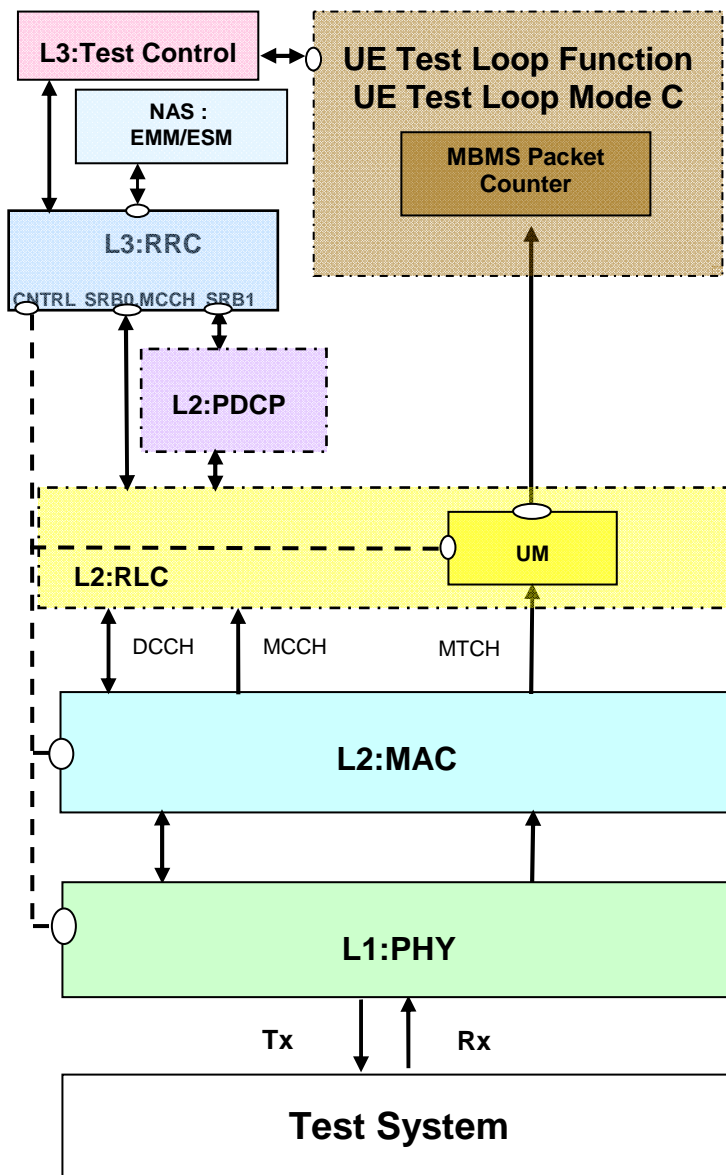 L3:Test Control
UE Test Loop Function
UE Test Loop Mode C
NAS :
EMM/ESM
MBMS Packet
Counter
L3:RRC
CNTRL SRB0,MCCH SRB1
L2:PDCP
UM
L2:RLC
DCCH MCCH MTCH
L2:MAC
L1:PHY
Tx Rx
Test System